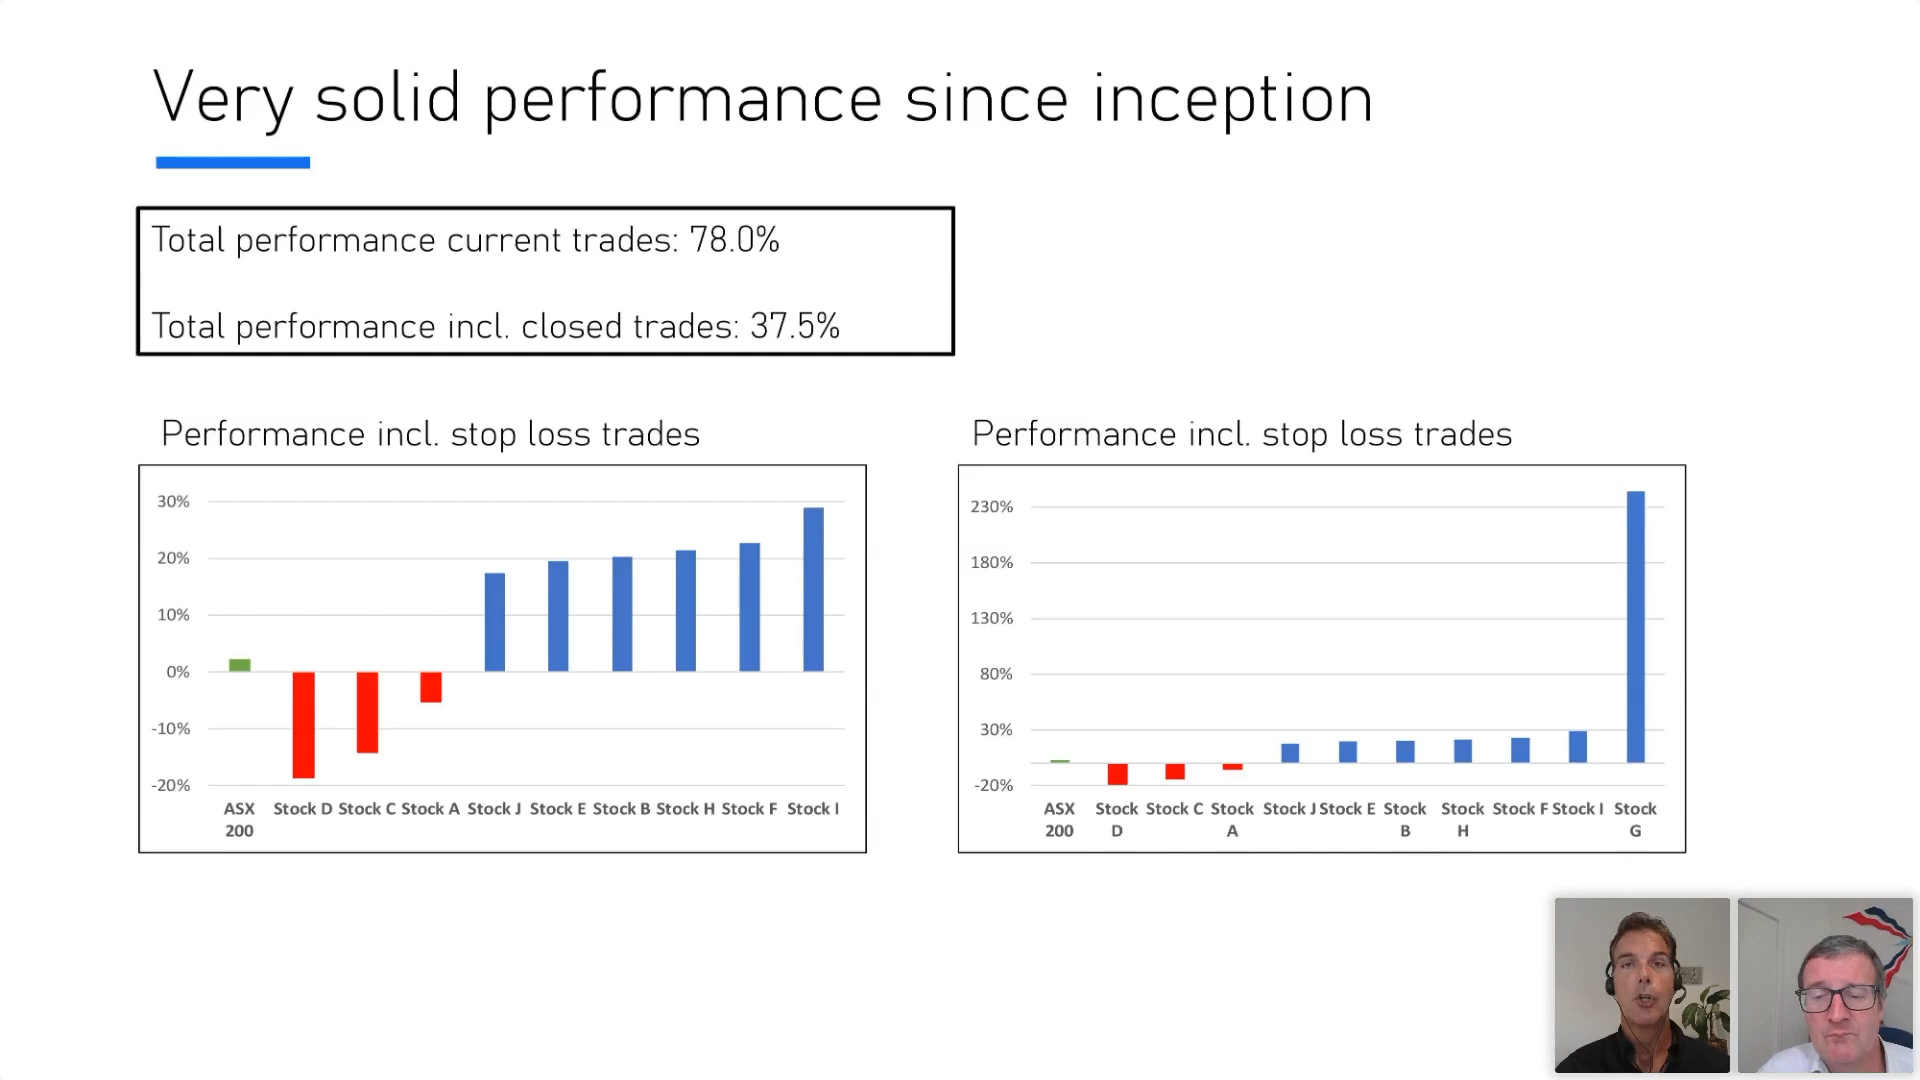 Very solid performance since inception
Total performance current trades: 78.0%
Total performance incl. closed trades: 37.5%
Performance incl. stop loss trades
30%
20%
10%
0%
-10%
-20%
ASX 200 Stock D Stock C Stock A Stock J Stock E Stock B Stock H Stock F Stock I
Performance incl. stop loss trades
230%
180%
130%
80%
30%
-20%
ASX 200 Stock D Stock C Stock A Stock J Stock E Stock B Stock H Stock F Stock I Stock G